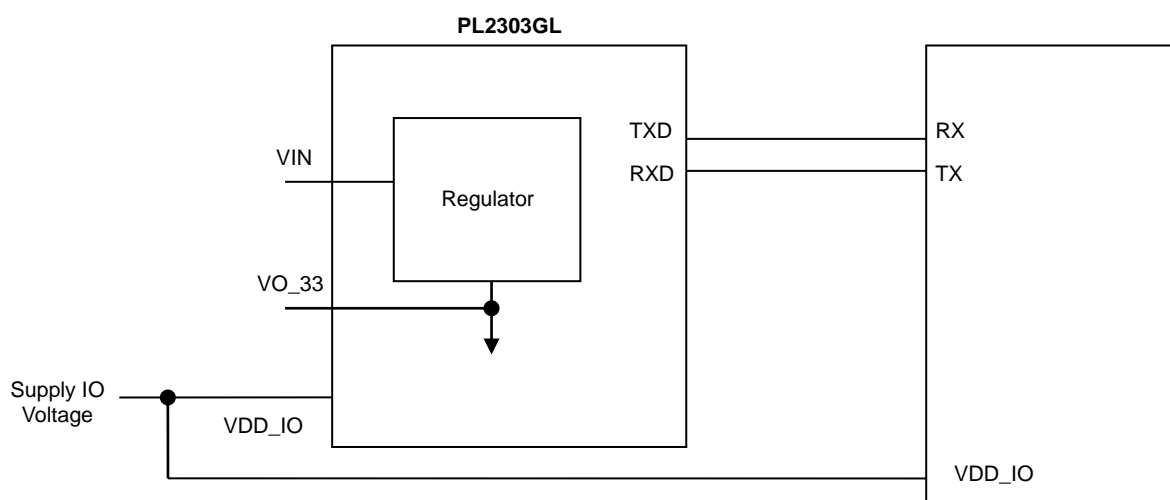 PL2303GL
TXD
RX
VIN
RXD
TX
Regulator
VO_33
Supply IO
Voltage
VDD_IO
VDD_IO